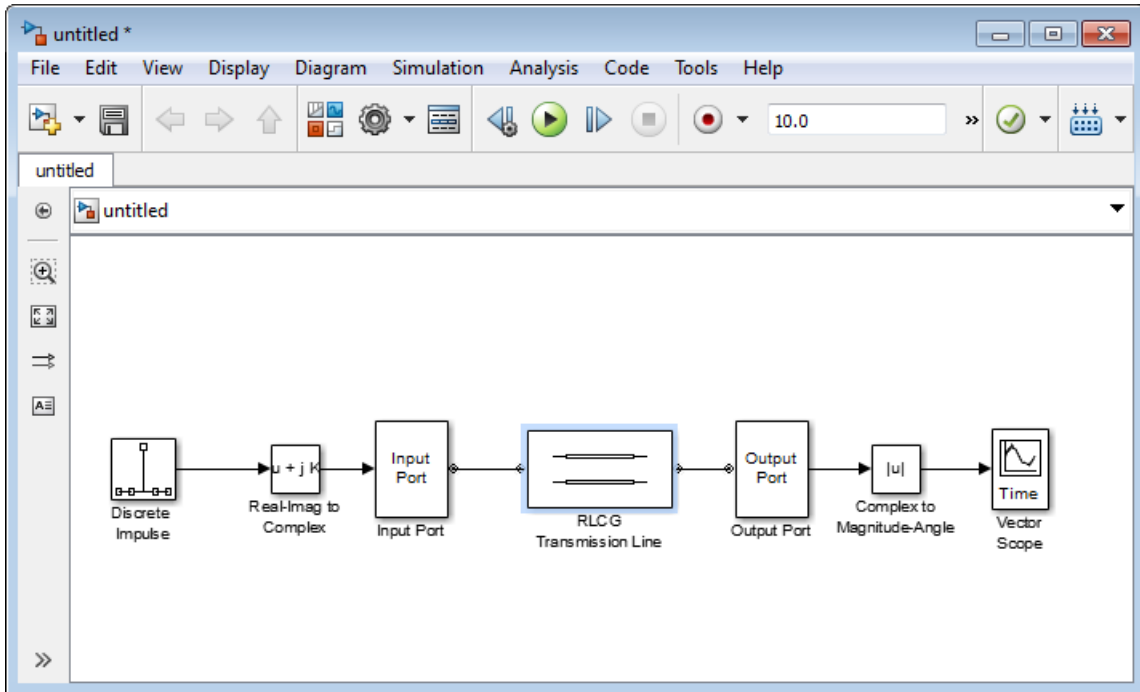 untitled *
File Edit View Display Diagram Simulation Analysis Code Tools Help
10.0 »
untitled
untitled
Discrete
Impulse
u + j K
Real-Imag to
Complex
Input
Port
Input Port
RLCG
Transmission Line
Output
Port
Output Port
|u|
Complex to
Magnitude-Angle
Time
Vector
Scope